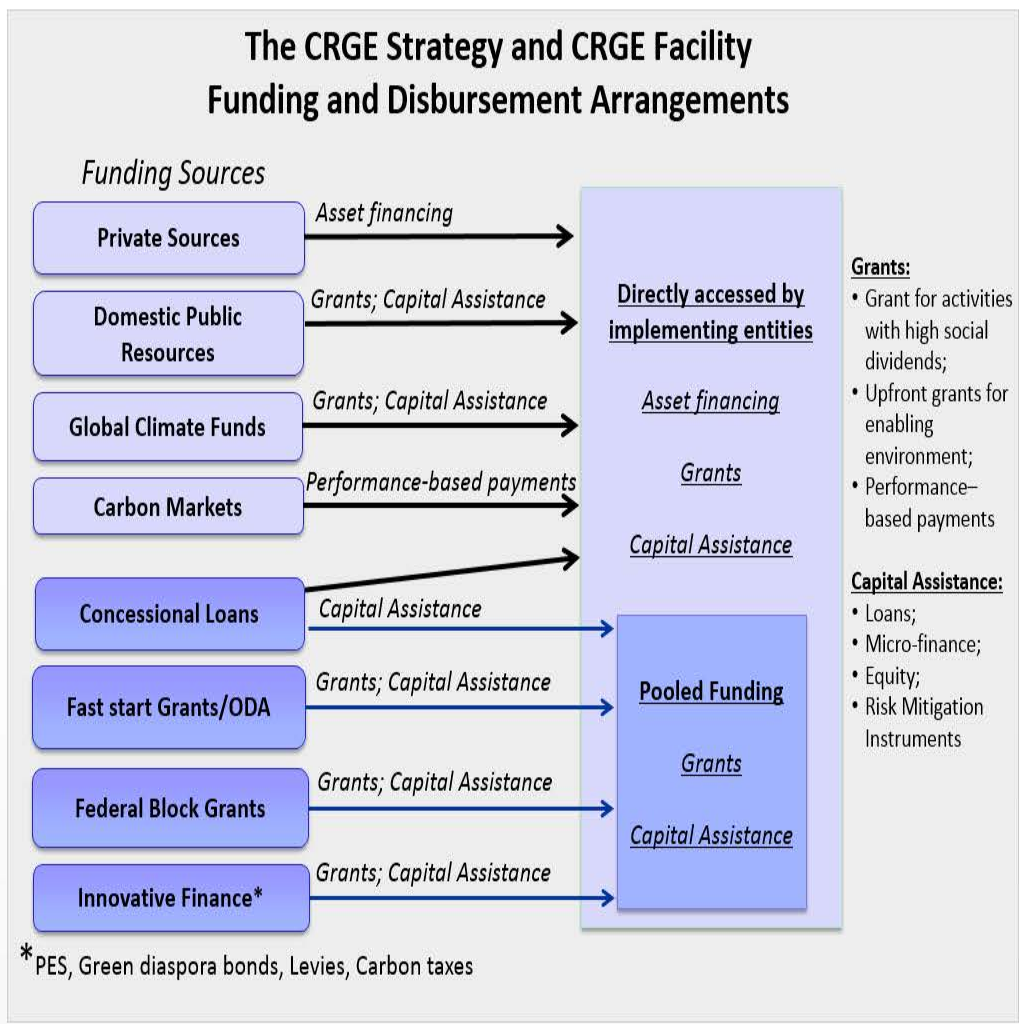 The CRGE Strategy and CRGE Facility
Funding and Disbursement Arrangements
Funding Sources
Private Sources
Asset financing
Domestic Public
Resources
Grants; Capital Assistance
Global Climate Funds
Grants; Capital Assistance
Carbon Markets
Performance-based payments
Concessional Loans
Capital Assistance
Fast start Grants/ODA
Grants; Capital Assistance
Federal Block Grants
Grants; Capital Assistance
Innovative Finance*
Grants; Capital Assistance
Directly accessed by
implementing entities
Asset financing
Grants
Capital Assistance
Pooled Funding
Grants
Capital Assistance
Grants:
• Grant for activities
with high social
dividends;
• Upfront grants for
enabling
environment;
• Performance–
based payments
Capital Assistance:
• Loans;
• Micro-finance;
• Equity;
• Risk Mitigation
Instruments
*PES, Green diaspora bonds, Levies, Carbon taxes